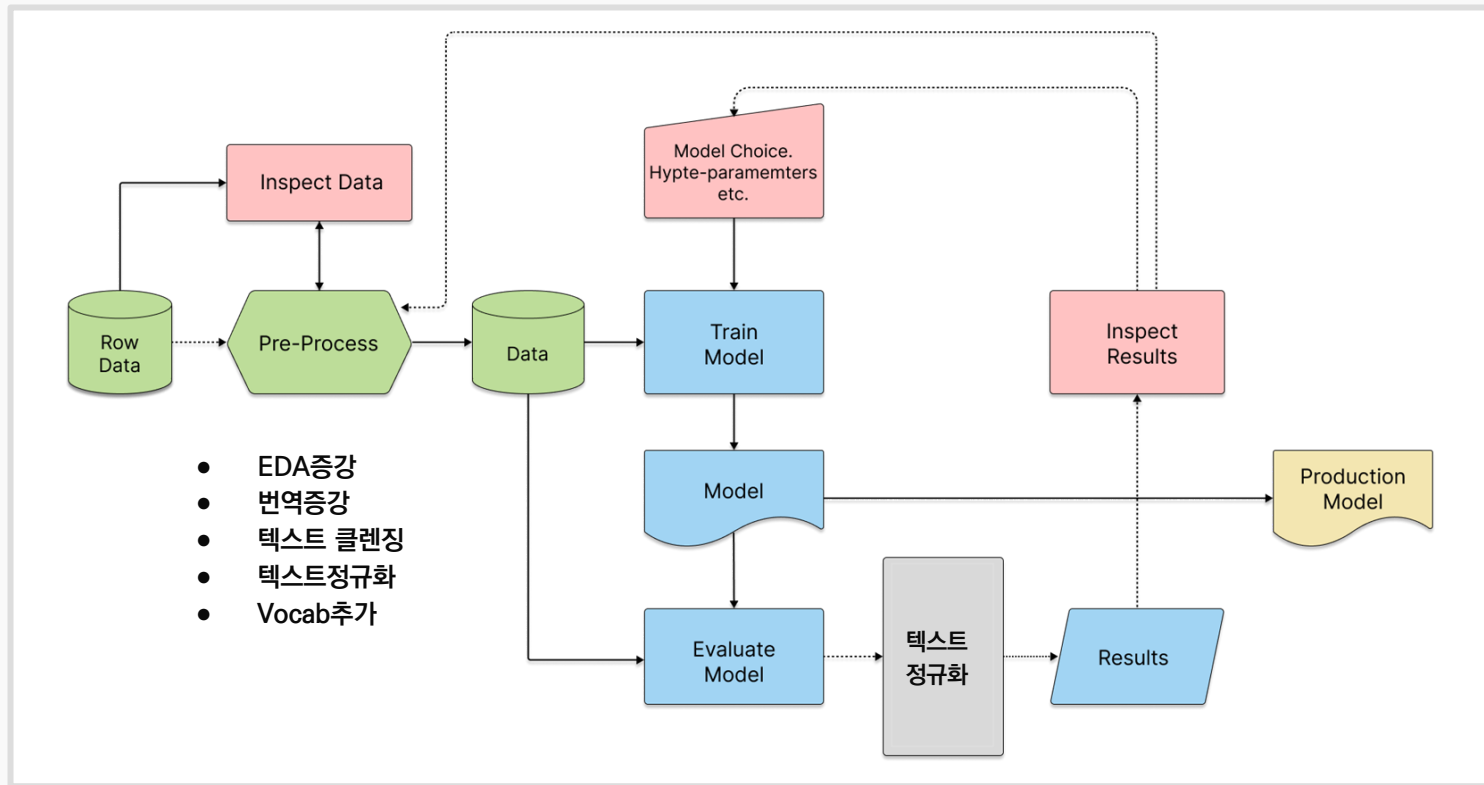 Model Choice.
Hypte-paramemters
etc.
Inspect Data
Row
Data
Pre-Process
Data
Train
Model
Inspect
Results
● EDA증강
● 번역증강
● 텍스트 클렌징
● 텍스트정규화
● Vocab추가
Model
Production
Model
Evaluate
Model
텍스트
정규화
Results